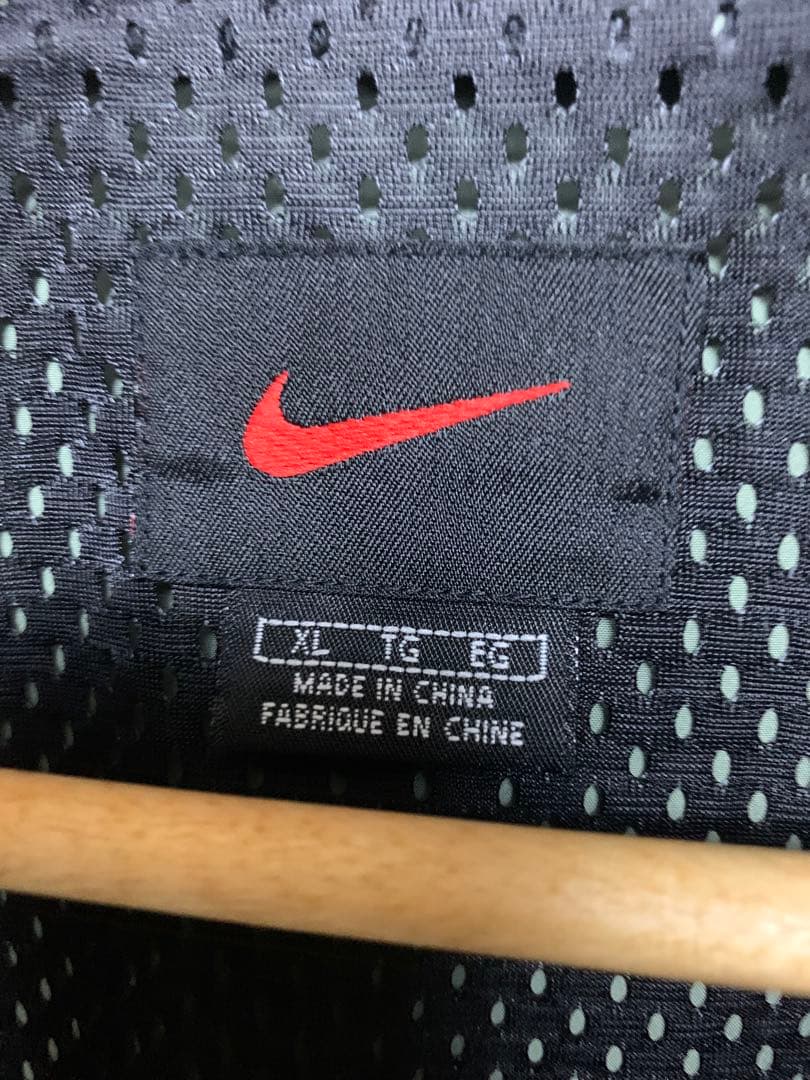 XL TG EG
MADE IN CHINA
FABRIQUE EN CHINE